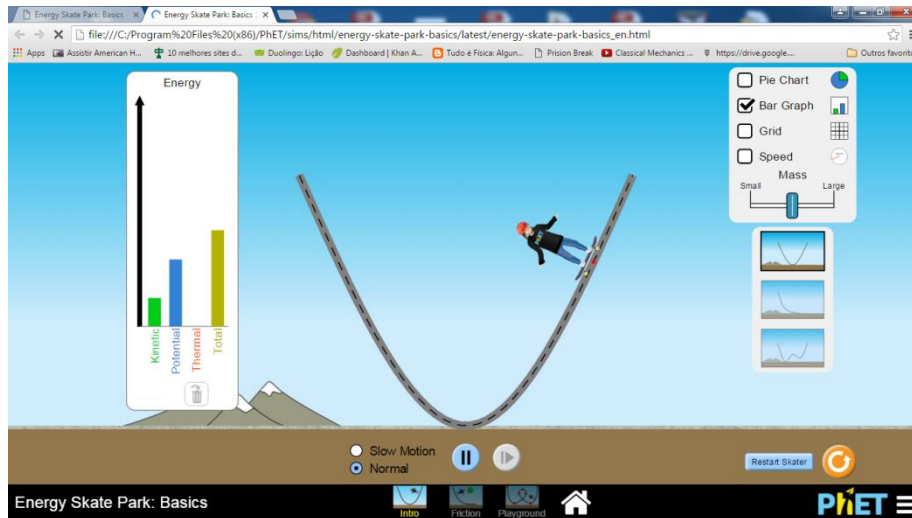 Energy Skate Park: Basics
Energy Skate Park: Basics
file:///C:/Program%20Files%20(x86)/PhET/sims/html/energy-skate-park-basics/latest/energy-skate-park-basics_en.html
Apps Assistir American H... 10 melhores sites d... Duolingo: Lição Dashboard | Khan A... Tudo é Física: Algun... Prision Break Classical Mechanics ... https://drive.google.... Outros favorito
Energy
Kinetic
Potential
Thermal
Total
PhET
Pie Chart
Bar Graph
Grid
Speed
Mass
Small Large
Slow Motion
Normal
Restart Skater
Energy Skate Park: Basics
Intro Friction Playground
PhET